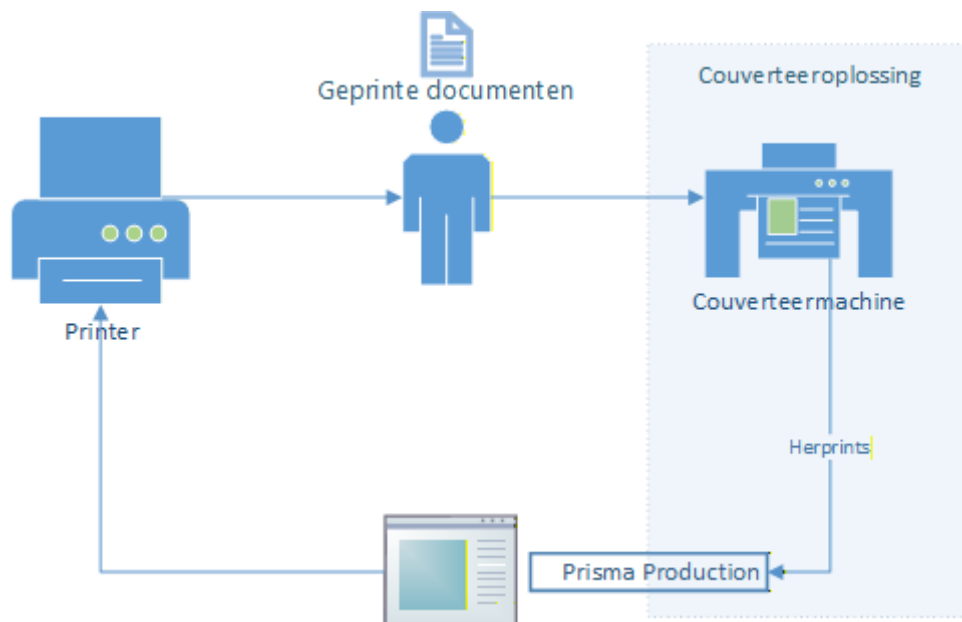 Geprinte documenten
Couverteeroplossing
Printer
Couverteermachine
Herprints
Prisma Production